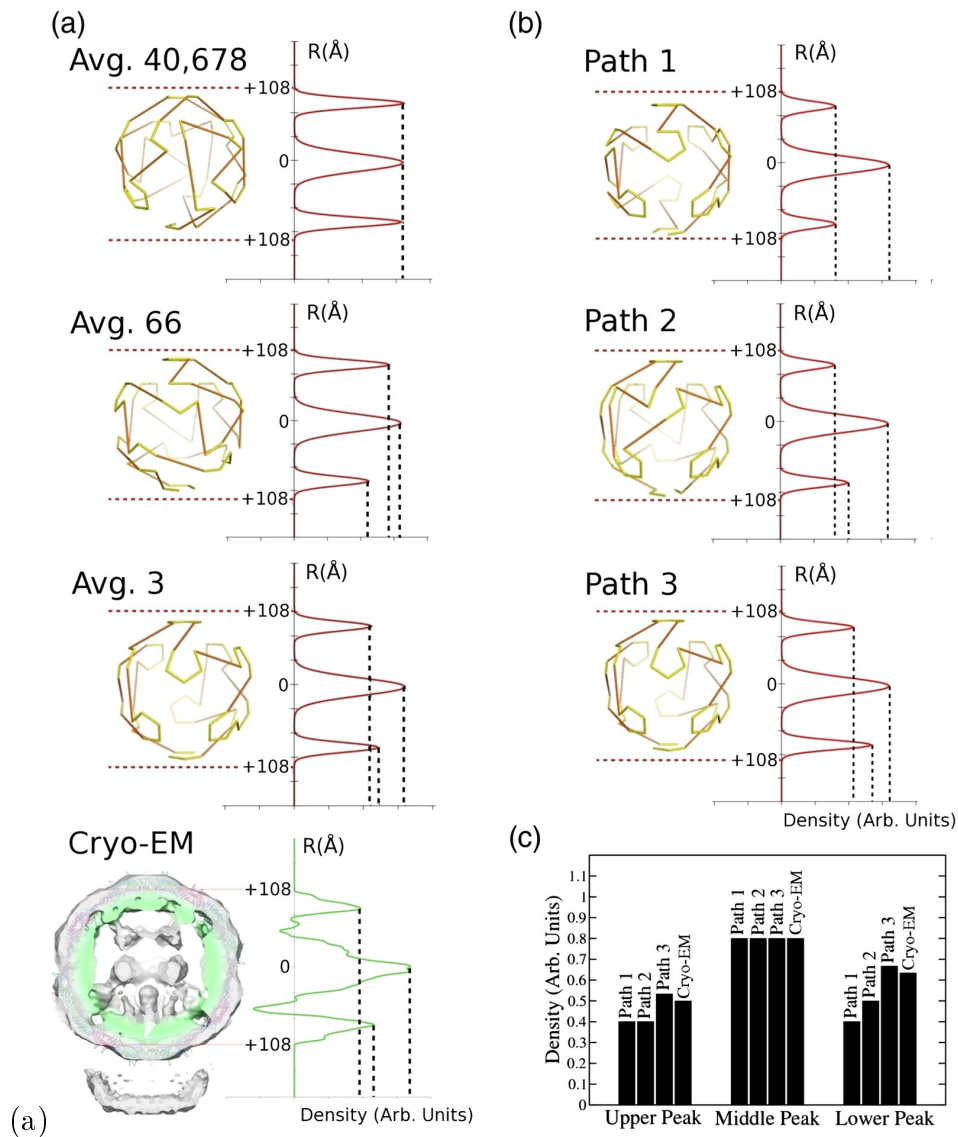 (a)
Avg. 40,678
R(Å)
+108
0
+108
Avg. 66
R(Å)
+108
0
+108
Avg. 3
R(Å)
+108
0
+108
Cryo-EM
R(Å)
+108
0
+108
Density (Arb. Units)
(a)
(b)
Path 1
R(Å)
+108
0
+108
Path 2
R(Å)
+108
0
+108
Path 3
R(Å)
+108
0
+108
Density (Arb. Units)
(c)
Density (Arb. Units)
1.1
1
0.9
0.8
0.7
0.6
0.5
0.4
0.3
0.2
0.1
0
Path 1
Path 2
Path 3
Cryo-EM
Path 1
Path 2
Path 3
Cryo-EM
Path 1
Path 2
Path 3
Cryo-EM
Upper Peak
Middle Peak
Lower Peak